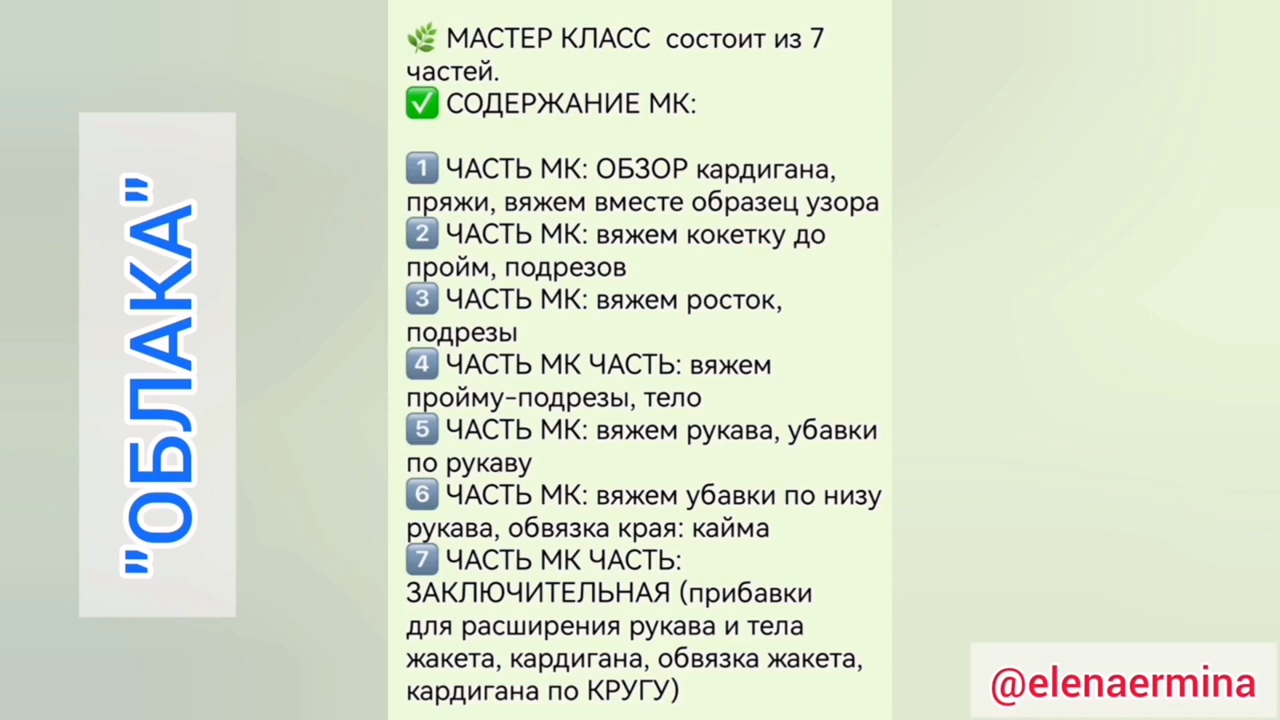 "ОБЛАКА"
🌿 МАСТЕР КЛАСС состоит из 7
частей.
✅ СОДЕРЖАНИЕ МК:
1️⃣ ЧАСТЬ МК: ОБЗОР кардигана,
пряжи, вяжем вместе образец узора
2️⃣ ЧАСТЬ МК: вяжем кокетку до
пройм, подрезов
3️⃣ ЧАСТЬ МК: вяжем росток,
подрезы
4️⃣ ЧАСТЬ МК ЧАСТЬ: вяжем
пройму-подрезы, тело
5️⃣ ЧАСТЬ МК: вяжем рукава, убавки
по рукаву
6️⃣ ЧАСТЬ МК: вяжем убавки по низу
рукава, обвязка края: кайма
7️⃣ ЧАСТЬ МК ЧАСТЬ:
ЗАКЛЮЧИТЕЛЬНАЯ (прибавки
для расширения рукава и тела
жакета, кардигана, обвязка жакета,
кардигана по КРУГУ)
@elenaermina